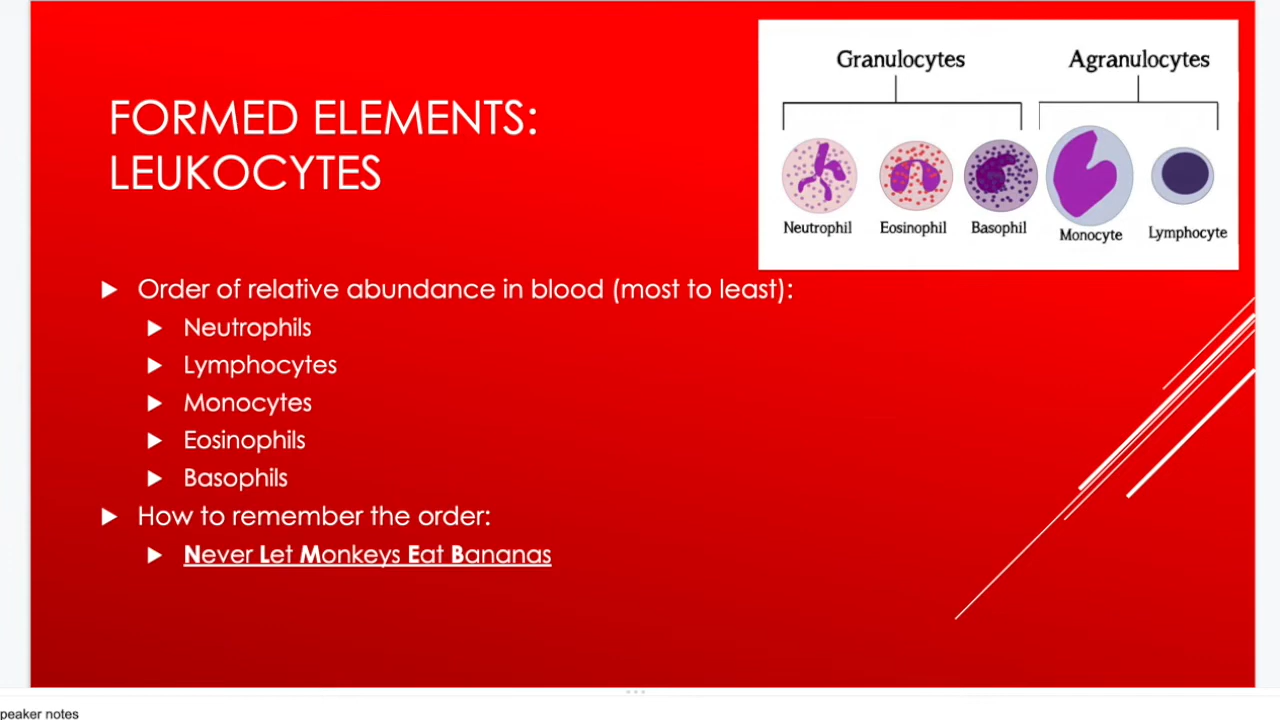 Granulocytes
Agranulocytes
Neutrophil
Eosinophil
Basophil
Monocyte
Lymphocyte
FORMED ELEMENTS:
LEUKOCYTES
Order of relative abundance in blood (most to least):
Neutrophils
Lymphocytes
Monocytes
Eosinophils
Basophils
How to remember the order:
Never Let Monkeys Eat Bananas
peaker notes